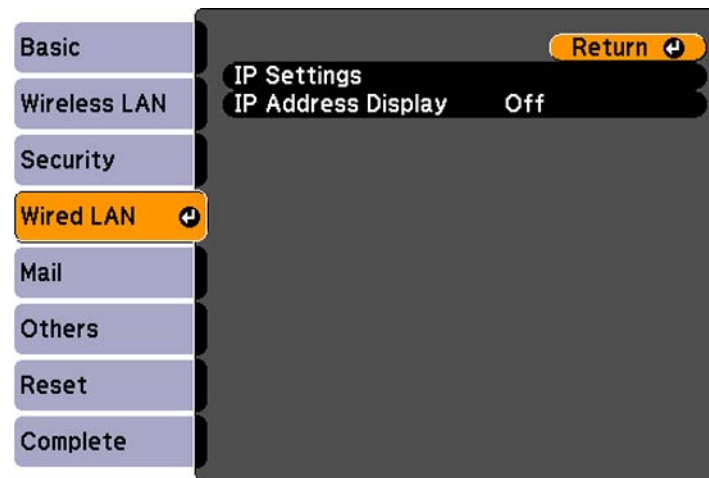 Basic
Wireless LAN
Security
Wired LAN
Mail
Others
Reset
Complete
Return
IP Settings
IP Address Display Off